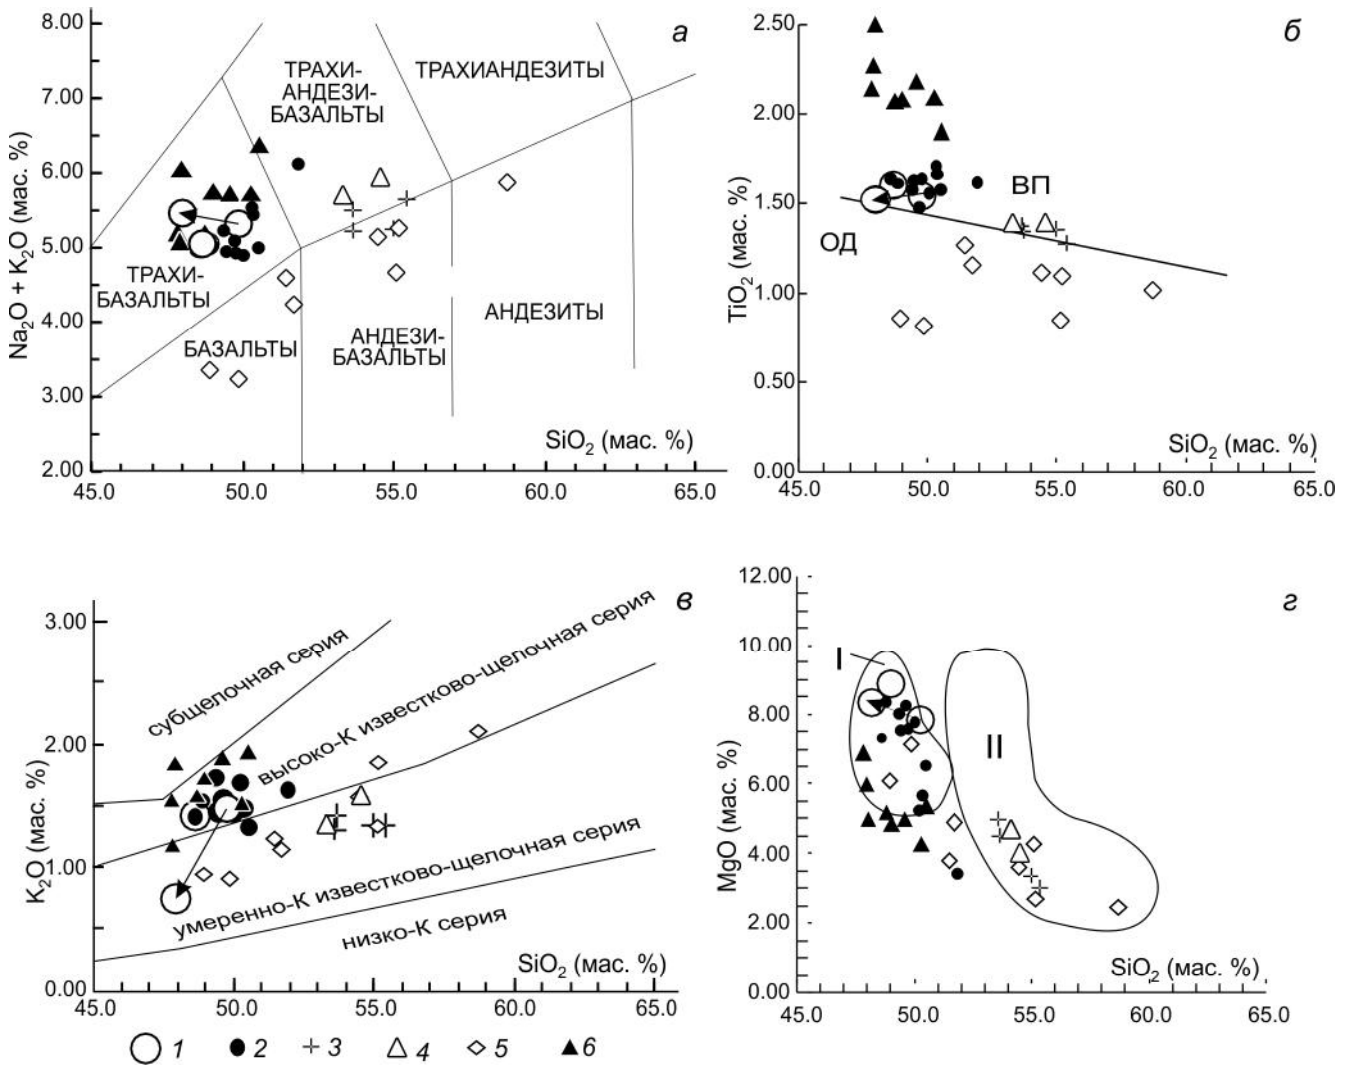 а
8.00
7.00
6.00
5.00
4.00
3.00
2.00
Na2O + K2O (мас. %)
ТРАХИ-
АНДЕЗИ-
БАЗАЛЬТЫ
ТРАХИАНДЕЗИТЫ
ТРАХИ-
БАЗАЛЬТЫ
БАЗАЛЬТЫ
АНДЕЗИ-
БАЗАЛЬТЫ
АНДЕЗИТЫ
SiO2 (мас. %)
45.0 50.0 55.0 60.0 65.0
б
2.50
2.00
1.50
1.00
0.50
0.00
TiO2 (мас. %)
ВП
ОД
SiO2 (мас. %)
45.0 50.0 55.0 60.0 65.0
в
3.00
2.00
1.00
0.00
K2O (мас. %)
субщелочная серия
высоко-К известково-щелочная серия
умеренно-К известково-щелочная серия
низко-К серия
SiO2 (мас. %)
45.0 50.0 55.0 60.0 65.0
г
12.00
10.00
8.00
6.00
4.00
2.00
0.00
MgO (мас. %)
I
II
SiO2 (мас. %)
45.0 50.0 55.0 60.0 65.0
1 2 3 4 5 6